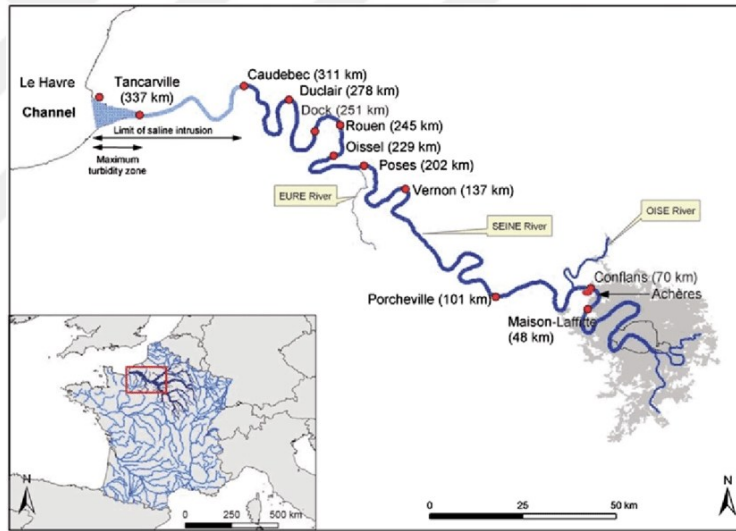 Le Havre
Channel
Tancarville
(337 km)
Limit of saline intrusion
Maximum
turbidity zone
Caudebec (311 km)
Duclair (278 km)
Dock (251 km)
Rouen (245 km)
Oissel (229 km)
Poses (202 km)
EURE River
Vernon (137 km)
SEINE River
OISE River
Conflans (70 km)
Achères
Porcheville (101 km)
Maison-Laffitte
(48 km)
N
0 250 500 km
N
0 25 50 km